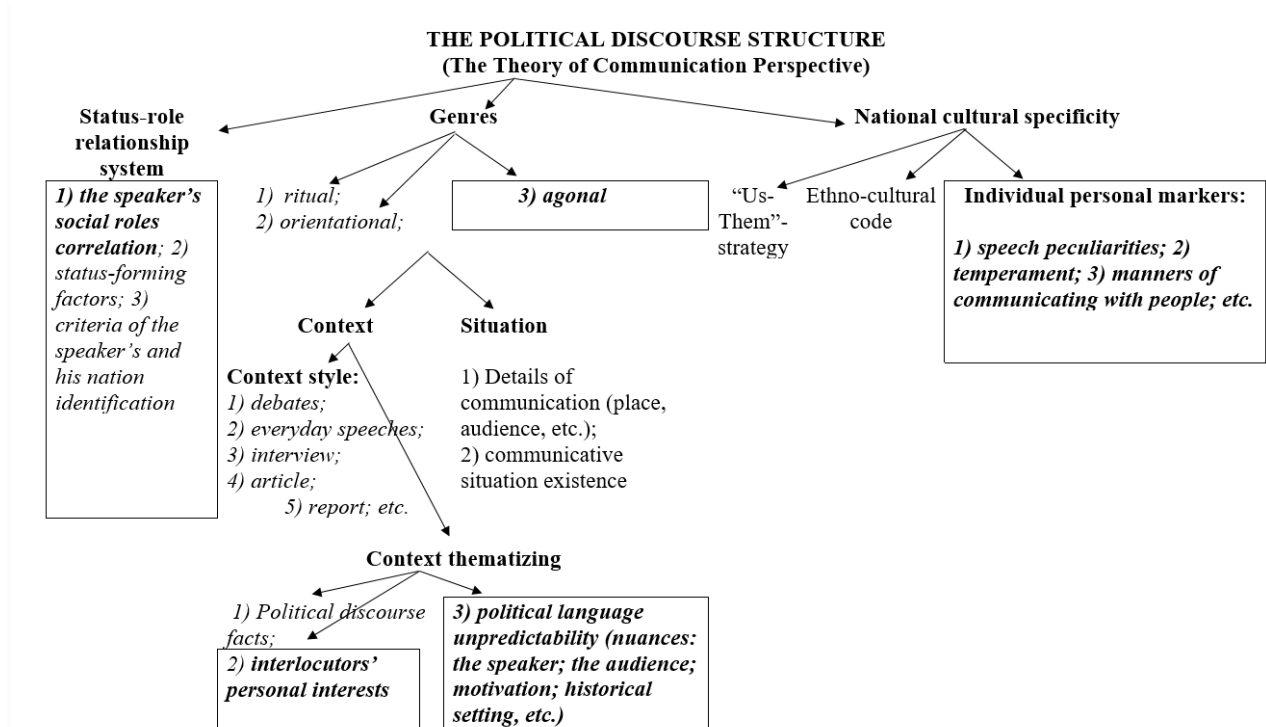 THE POLITICAL DISCOURSE STRUCTURE
(The Theory of Communication Perspective)
Status-role
relationship
system
1) the speaker’s
social roles
correlation; 2)
status-forming
factors; 3)
criteria of the
speaker’s and
his nation
identification
Genres
1) ritual;
2) orientational;
3) agonal
Context
Situation
Context style:
1) debates;
2) everyday speeches;
3) interview;
4) article;
5) report; etc.
1) Details of
communication (place,
audience, etc.);
2) communicative
situation existence
Context thematizing
1) Political discourse
facts;
2) interlocutors’
personal interests
3) political language
unpredictability (nuances:
the speaker; the audience;
motivation; historical
setting, etc.)
National cultural specificity
“Us-
Them”-
strategy
Ethno-cultural
code
Individual personal markers:
1) speech peculiarities; 2)
temperament; 3) manners of
communicating with people; etc.